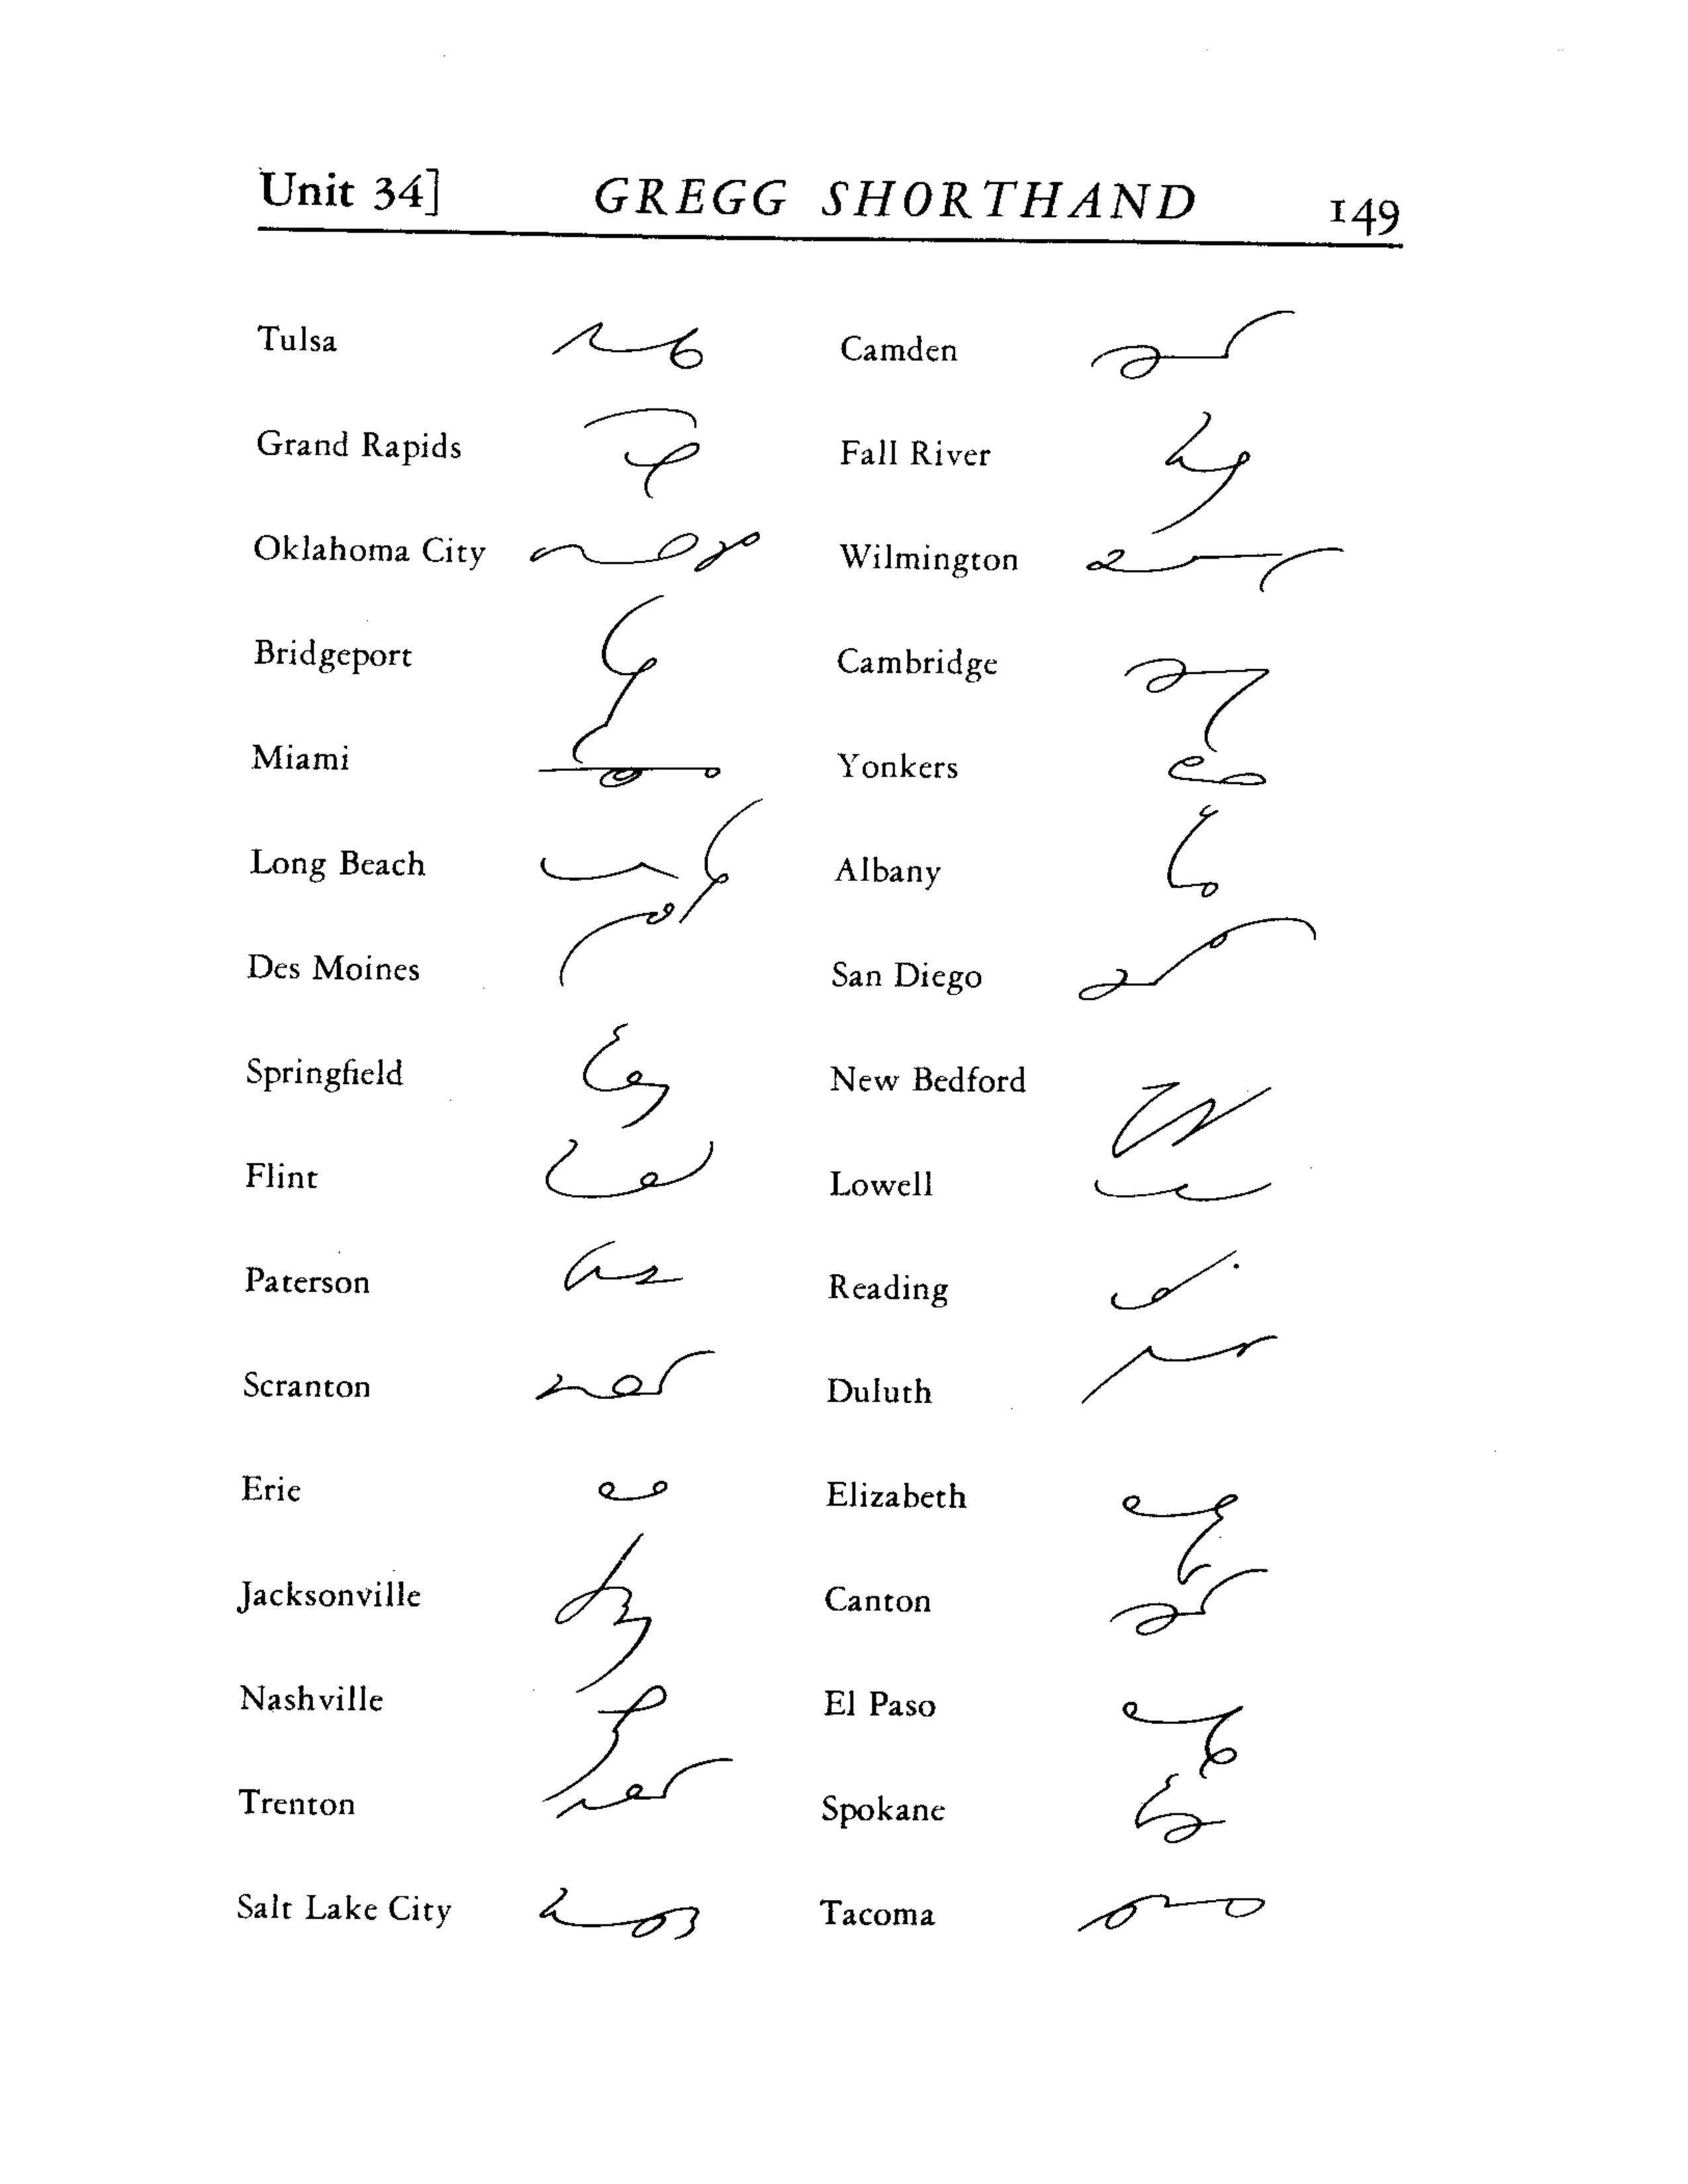 Unit 34] GREGG SHORTHAND 149
Tulsa Camden
Grand Rapids Fall River
Oklahoma City Wilmington
Bridgeport Cambridge
Miami Yonkers
Long Beach Albany
Des Moines San Diego
Springfield New Bedford
Flint Lowell
Paterson Reading
Scranton Duluth
Erie Elizabeth
Jacksonville Canton
Nashville El Paso
Trenton Spokane
Salt Lake City Tacoma